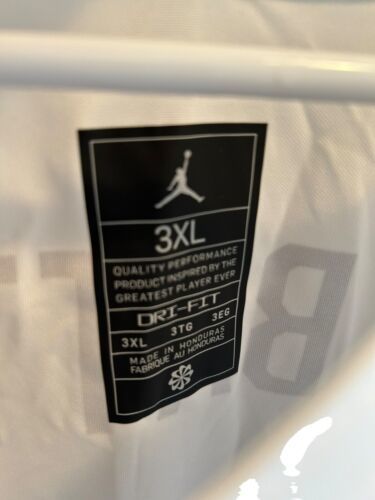 3XL
QUALITY PERFORMANCE
PRODUCT INSPIRED BY THE
GREATEST PLAYER EVER
DRI-FIT
3XL 3TG 3EG
MADE IN HONDURAS
FABRIQUE AU HONDURAS